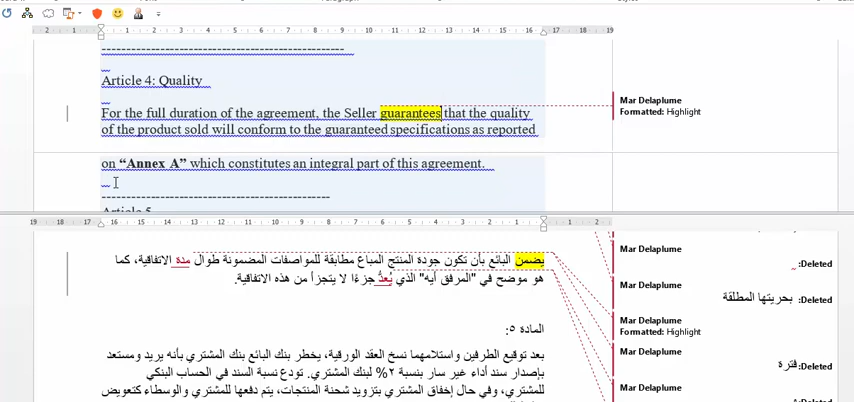 Article 4: Quality
For the full duration of the agreement, the Seller guarantees that the quality
of the product sold will conform to the guaranteed specifications as reported
on “Annex A” which constitutes an integral part of this agreement.
Mar Delaplume
Formatted: Highlight
يضمن البائع بأن تكون جودة المنتج المباع مطابقة للمواصفات المضمونة طوال مدة الاتفاقية، كما
هو موضح في "المرفق أيه" الذي يُعدُّ جزءًا لا يتجزأ من هذه الاتفاقية.
المادة ٥:
بعد توقيع الطرفين واستلامهما نسخ العقد الورقية، يخطر بنك البائع بنك المشتري بأنه يريد ومستعد
بإصدار سند أداء غير سار بنسبة ٢% لبنك المشتري. تودع نسبة السند في الحساب البنكي
للمشتري، وفي حال إخفاق المشتري بتزويد شحنة المنتجات، يتم دفعها للمشتري والوسطاء كتعويض
Mar Delaplume
Deleted:
Mar Delaplume
Deleted: بحريتها المطلقة
Mar Delaplume
Formatted: Highlight
Mar Delaplume
Deleted: فترة
Mar Delaplume